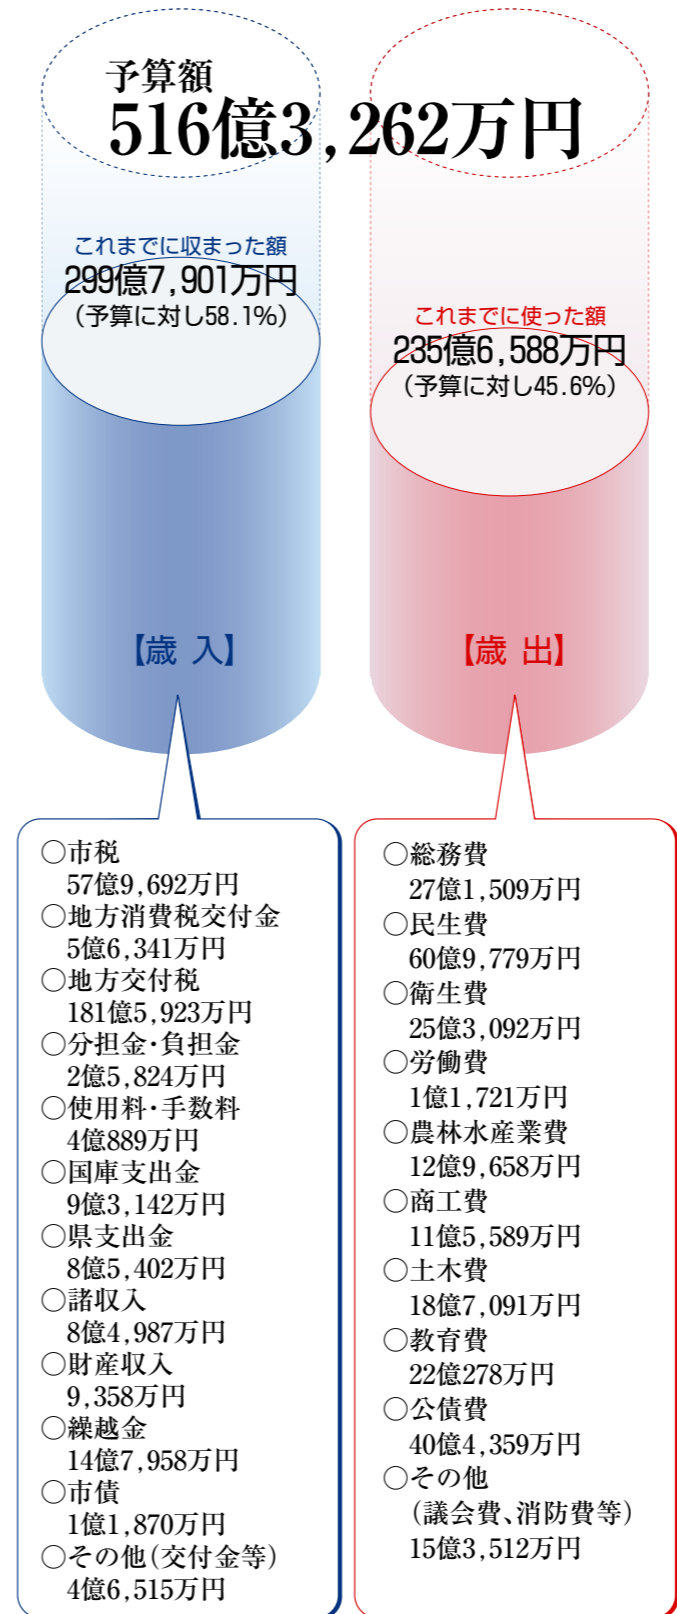 予算額
516億3,262万円
これまでに収まった額
299億7,901万円
（予算に対し58.1%）
これまでに使った額
235億6,588万円
（予算に対し45.6%）
【歳 入】
【歳 出】
○市税
57億9,692万円
○地方消費税交付金
5億6,341万円
○地方交付税
181億5,923万円
○分担金・負担金
2億5,824万円
○使用料・手数料
4億889万円
○国庫支出金
9億3,142万円
○県支出金
8億5,402万円
○諸収入
8億4,987万円
○財産収入
9,358万円
○繰越金
14億7,958万円
○市債
1億1,870万円
○その他（交付金等）
4億6,515万円
○総務費
27億1,509万円
○民生費
60億9,779万円
○衛生費
25億3,092万円
○労働費
1億1,721万円
○農林水産業費
12億9,658万円
○商工費
11億5,589万円
○土木費
18億7,091万円
○教育費
22億278万円
○公債費
40億4,359万円
○その他
（議会費、消防費等）
15億3,512万円